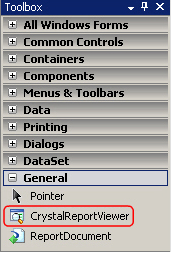 Toolbox
All Windows Forms
Common Controls
Containers
Components
Menus & Toolbars
Data
Printing
Dialogs
DataSet
General
Pointer
CrystalReportViewer
ReportDocument